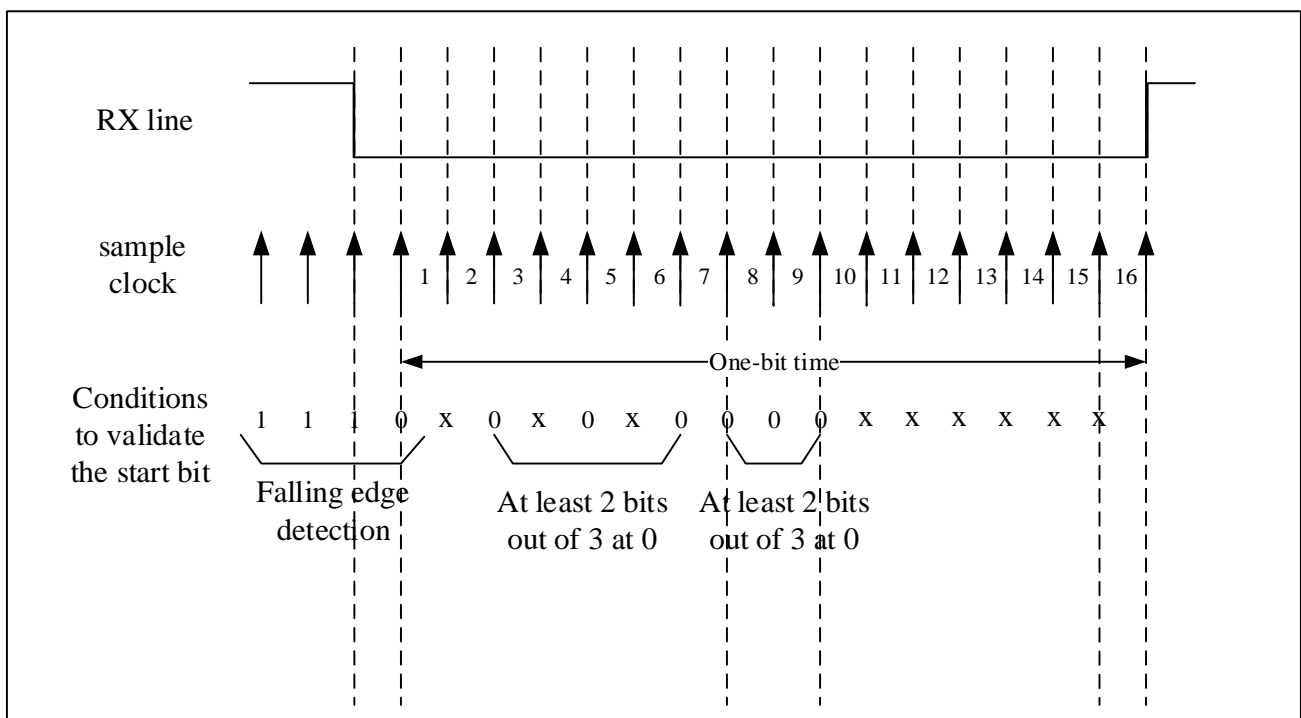 RX line
sample
clock
1 2 3 4 5 6 7 8 9 10 11 12 13 14 15 16
One-bit time
Conditions
to validate
the start bit
1 1 1 0 x 0 x 0 x 0 0 0 0 x x x x x x
Falling edge
detection
At least 2 bits
out of 3 at 0
At least 2 bits
out of 3 at 0